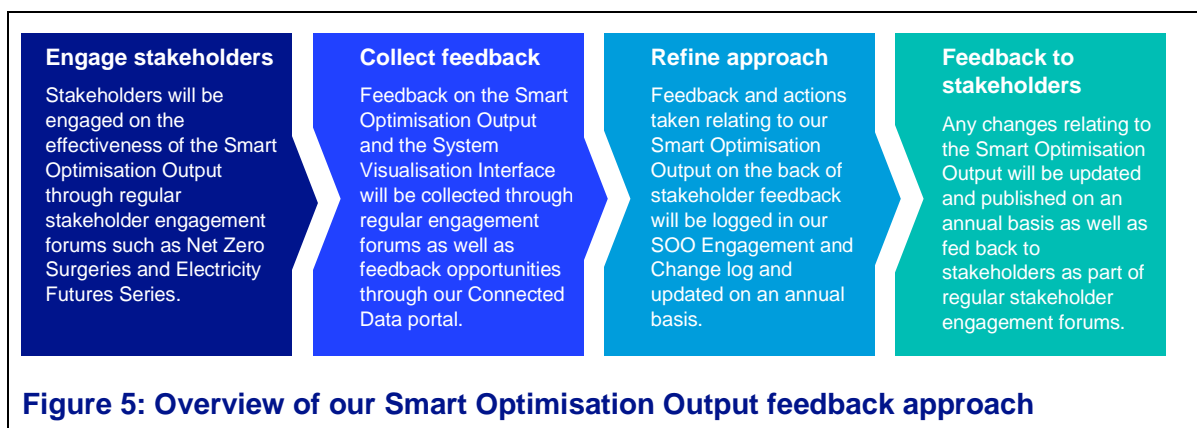 Engage stakeholders
Stakeholders will be
engaged on the
effectiveness of the Smart
Optimisation Output
through regular
stakeholder engagement
forums such as Net Zero
Surgeries and Electricity
Futures Series.
Collect feedback
Feedback on the Smart
Optimisation Output
and the System
Visualisation Interface
will be collected through
regular engagement
forums as well as
feedback opportunities
through our Connected
Data portal.
Refine approach
Feedback and actions
taken relating to our
Smart Optimisation
Output on the back of
stakeholder feedback
will be logged in our
SOO Engagement and
Change log and
updated on an annual
basis.
Feedback to
stakeholders
Any changes relating to
the Smart Optimisation
Output will be updated
and published on an
annual basis as well as
fed back to
stakeholders as part of
regular stakeholder
engagement forums.
Figure 5: Overview of our Smart Optimisation Output feedback approach